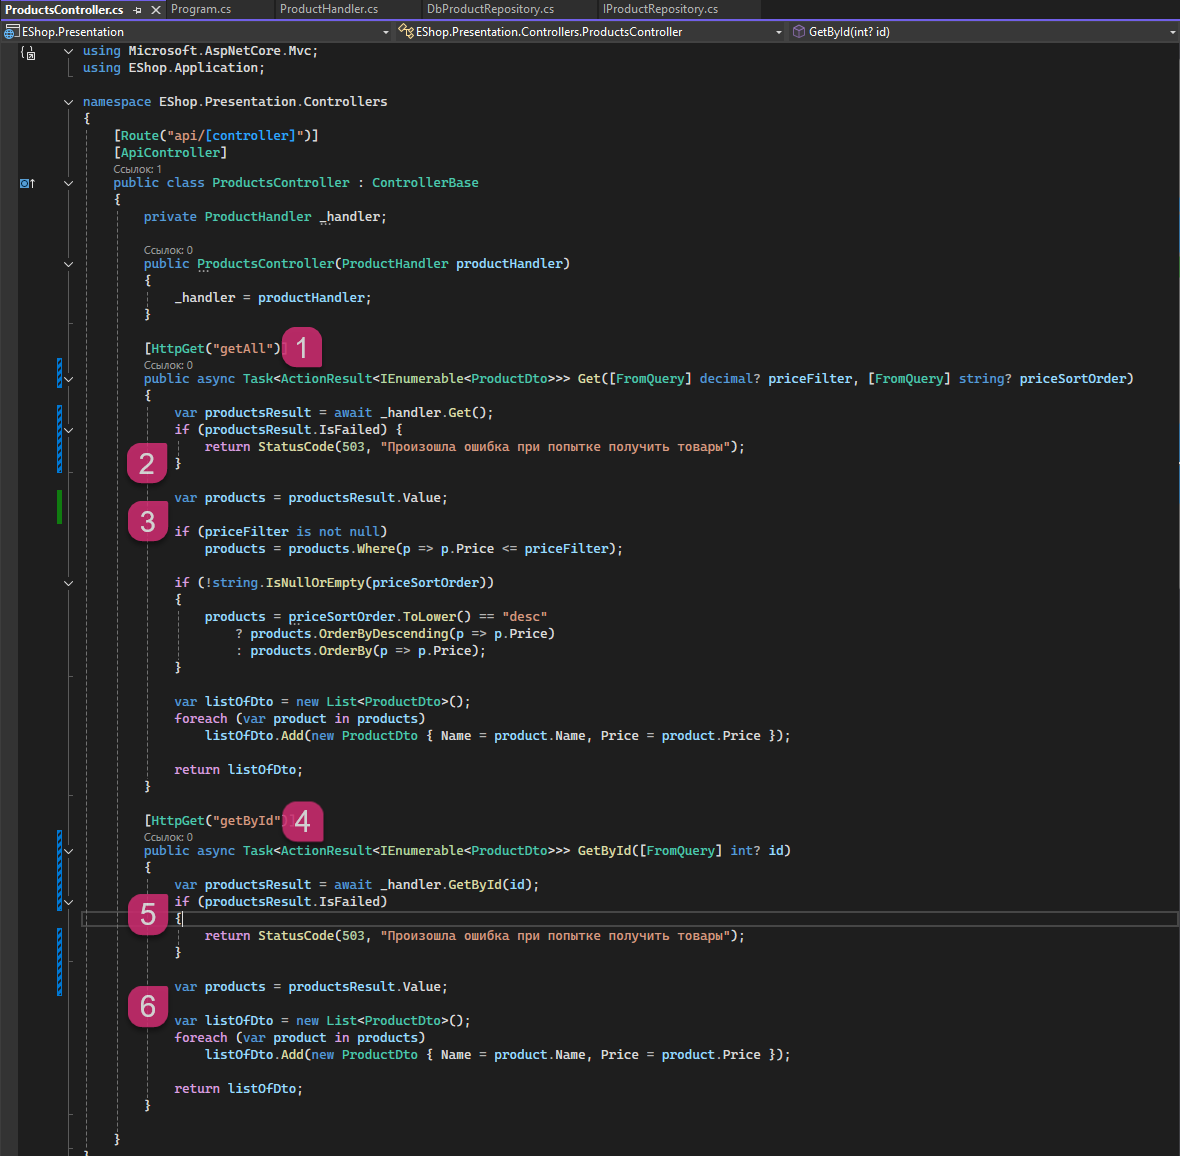 ProductsController.cs Program.cs ProductHandler.cs DbProductRepository.cs IProductRepository.cs
EShop.Presentation EShop.Presentation.Controllers.ProductsController GetById(int? id)
using Microsoft.AspNetCore.Mvc;
using EShop.Application;
namespace EShop.Presentation.Controllers
{
[Route("api/[controller]")]
[ApiController]
Ссылок: 1
public class ProductsController : ControllerBase
{
private ProductHandler _handler;
Ссылок: 0
public ProductsController(ProductHandler productHandler)
{
_handler = productHandler;
}
[HttpGet("getAll")] 1
Ссылок: 0
public async Task<ActionResult<IEnumerable<ProductDto>>> Get([FromQuery] decimal? priceFilter, [FromQuery] string? priceSortOrder)
{
var productsResult = await _handler.Get();
if (productsResult.IsFailed) {
return StatusCode(503, "Произошла ошибка при попытке получить товары");
2 }
var products = productsResult.Value;
3
if (priceFilter is not null)
products = products.Where(p => p.Price <= priceFilter);
if (!string.IsNullOrEmpty(priceSortOrder))
{
products = priceSortOrder.ToLower() == "desc"
? products.OrderByDescending(p => p.Price)
: products.OrderBy(p => p.Price);
}
var listOfDto = new List<ProductDto>();
foreach (var product in products)
listOfDto.Add(new ProductDto { Name = product.Name, Price = product.Price });
return listOfDto;
}
[HttpGet("getById")] 4
Ссылок: 0
public async Task<ActionResult<IEnumerable<ProductDto>>> GetById([FromQuery] int? id)
{
var productsResult = await _handler.GetById(id);
if (productsResult.IsFailed)
5 {
return StatusCode(503, "Произошла ошибка при попытке получить товары");
}
var products = productsResult.Value;
6
var listOfDto = new List<ProductDto>();
foreach (var product in products)
listOfDto.Add(new ProductDto { Name = product.Name, Price = product.Price });
return listOfDto;
}
}
}